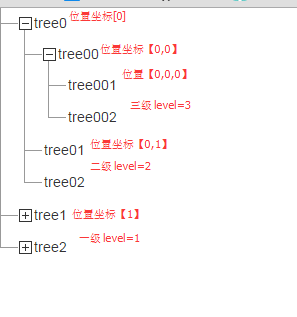 tree0 位置坐标[0]
tree00 位置坐标【0,0】
tree001 位置坐标【0,0,0】
tree002 三级 level=3
tree01 位置坐标【0,1】
二级 level=2
tree02
tree1 位置坐标【1】
一级 level=1
tree2